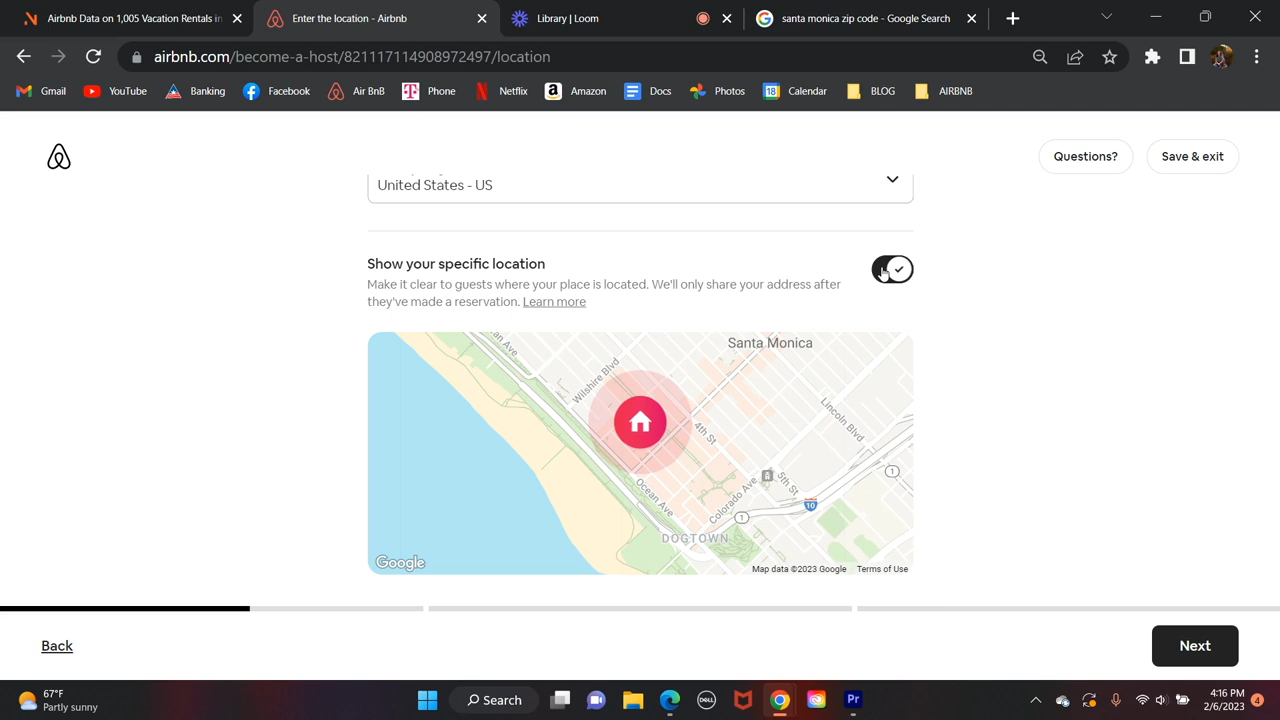 Airbnb Data on 1,005 Vacation Rentals in
Enter the location - Airbnb
Library | Loom
santa monica zip code - Google Search
airbnb.com/become-a-host/821117114908972497/location
Gmail
YouTube
Banking
Facebook
Air BnB
Phone
Netflix
Amazon
Docs
Photos
Calendar
BLOG
AIRBNB
Questions?
Save & exit
United States - US
Show your specific location
Make it clear to guests where your place is located. We'll only share your address after
they've made a reservation. Learn more
Santa Monica
Wilshire Blvd
4th St
Lincoln Blvd
5th St
Colorado Ave
Ocean Ave
1
10
1
DOGTOWN
Google
Map data ©2023 Google
Terms of Use
Back
Next
67°F
Partly sunny
Search
4:16 PM
2/6/2023
4